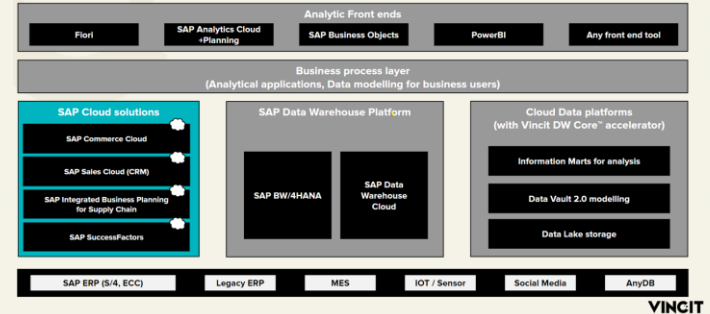 Analytic Front ends
Fiori
SAP Analytics Cloud
+Planning
SAP Business Objects
PowerBI
Any front end tool
Business process layer
(Analytical applications, Data modelling for business users)
SAP Cloud solutions
SAP Commerce Cloud
SAP Sales Cloud (CRM)
SAP Integrated Business Planning
for Supply Chain
SAP SuccessFactors
SAP Data Warehouse Platform
SAP BW/4HANA
SAP Data
Warehouse
Cloud
Cloud Data platforms
(with Vincit DW Core™ accelerator)
Information Marts for analysis
Data Vault 2.0 modelling
Data Lake storage
SAP ERP (S/4, ECC)
Legacy ERP
MES
IOT / Sensor
Social Media
AnyDB
VINCIT